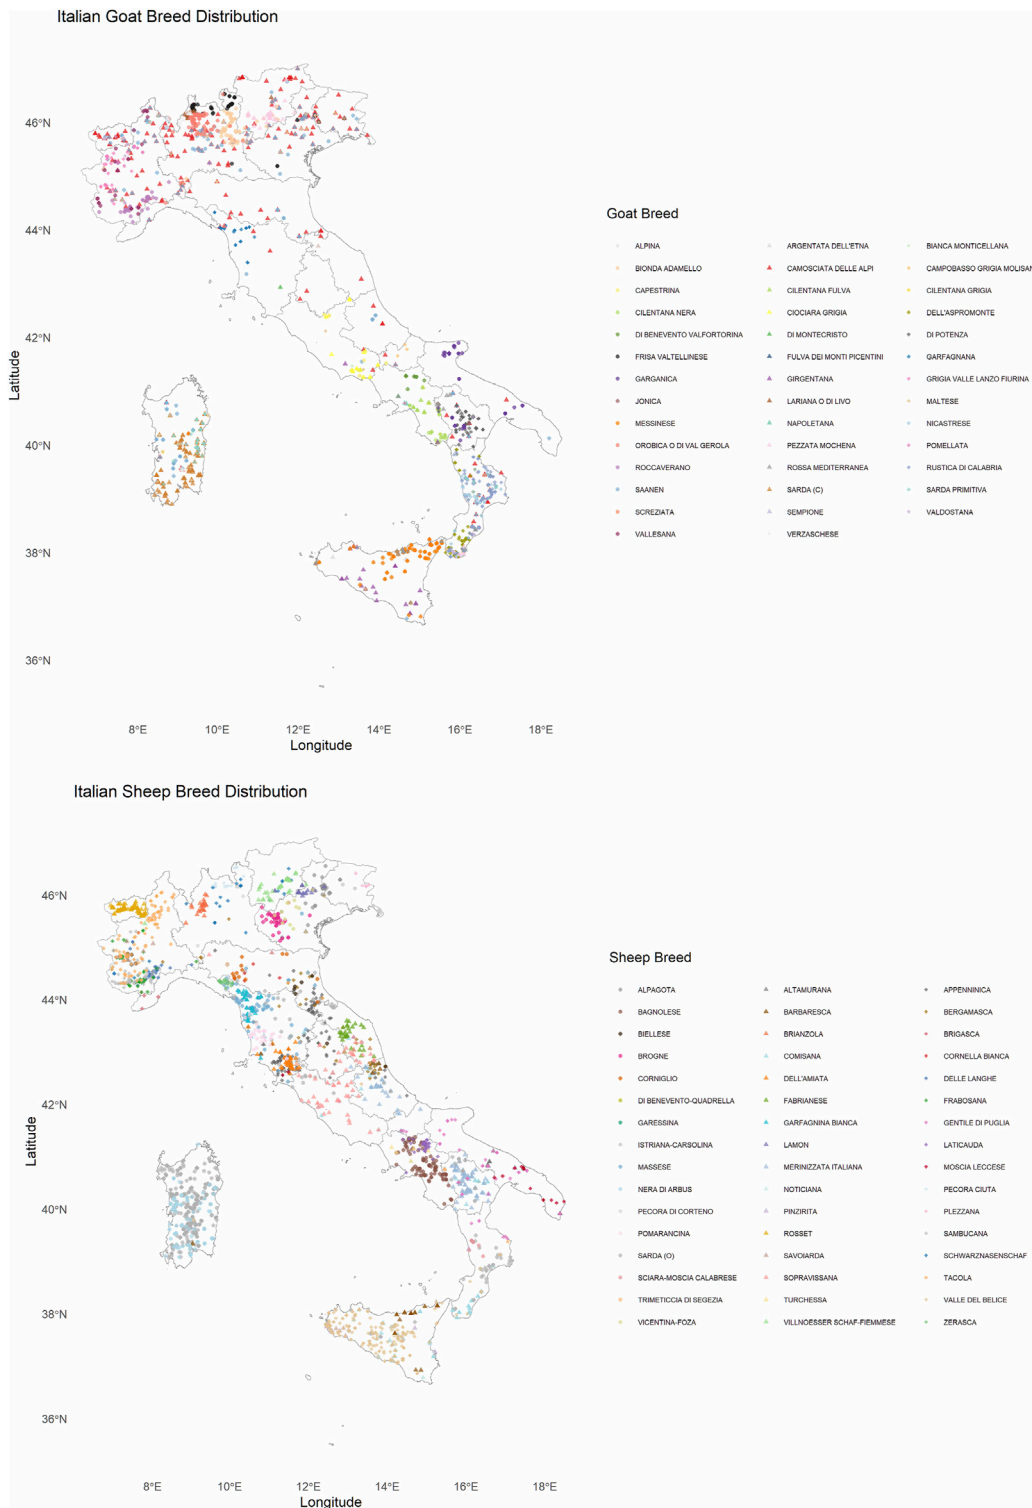 Italian Goat Breed Distribution
46°N
44°N
42°N
40°N
38°N
36°N
Latitude
8°E 10°E 12°E 14°E 16°E 18°E
Longitude
Goat Breed
ALPINA ARGENTATA DELL'ETNA BIANCA MONTICELLANA
BIONDA ADAMELLO CAMOSCIATA DELLE ALPI CAMPOBASSO GRIGIA MOLISAN
CAPESTRINA CILENTANA FULVA CILENTANA GRIGIA
CILENTANA NERA CIOCIARA GRIGIA DELL'ASPROMONTE
DI BENEVENTO VALFORTORINA DI MONTECRISTO DI POTENZA
FRISA VALTELLINESE FULVA DEI MONTI PICENTINI GARFAGNANA
GARGANICA GIRGENTANA GRIGIA VALLE LANZO FIURINA
JONICA LARIANA O DI LIVO MALTESE
MESSINESE NAPOLETANA NICASTRESE
OROBICA O DI VAL GEROLA PEZZATA MOCHENA POMELLATA
ROCCAVERANO ROSSA MEDITERRANEA RUSTICA DI CALABRIA
SAANEN SARDA (C) SARDA PRIMITIVA
SCREZIATA SEMPIONE VALDOSTANA
VALLESANA VERZASCHESE
Italian Sheep Breed Distribution
46°N
44°N
42°N
40°N
38°N
36°N
Latitude
8°E 10°E 12°E 14°E 16°E 18°E
Longitude
Sheep Breed
ALPAGOTA ALTAMURANA APPENNINICA
BAGNOLESE BARBARESCA BERGAMASCA
BIELLESE BRIANZOLA BRIGASCA
BROGNE COMISANA CORNELLA BIANCA
CORNIGLIO DELL'AMIATA DELLE LANGHE
DI BENEVENTO-QUADRELLA FABRIANESE FRABOSANA
GARESSINA GARFAGNINA BIANCA GENTILE DI PUGLIA
ISTRIANA-CARSOLINA LAMON LATICAUDA
MASSESE MERINIZZATA ITALIANA MOSCIA LECCESE
NERA DI ARBUS NOTICIANA PECORA CIUTA
PECORA DI CORTENO PINZIRITA PLEZZANA
POMARANCINA ROSSET SAMBUCANA
SARDA (O) SAVOIARDA SCHWARZNASENSCHAF
SCIARA-MOSCIA CALABRESE SOPRAVISSANA TACOLA
TRIMETICCIA DI SEGEZIA TURCHESSA VALLE DEL BELICE
VICENTINA-FOZA VILLNOESSER SCHAF-FIEMMESE ZERASCA